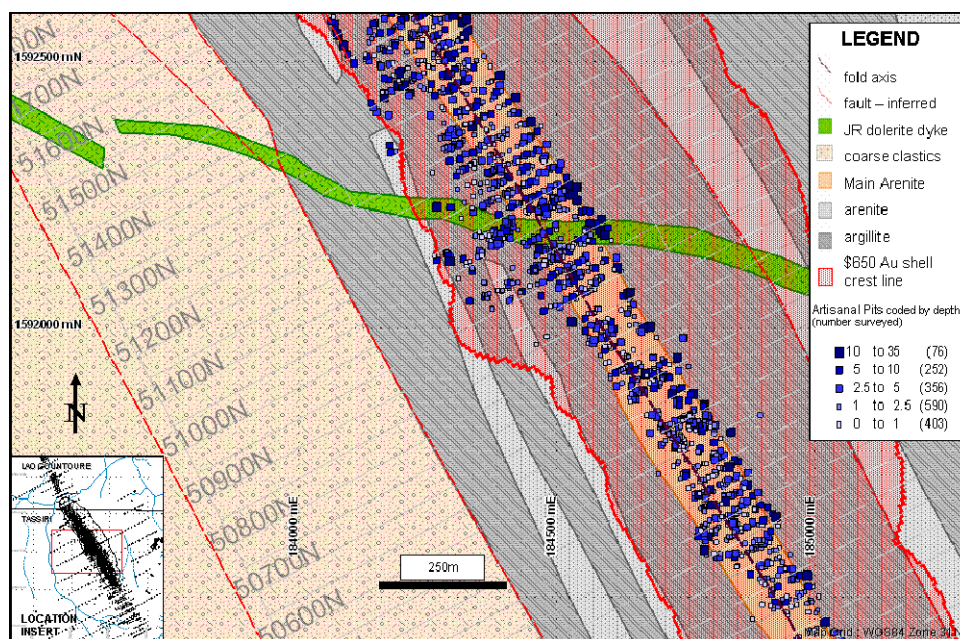 1592500 mN
51700N
51600N
51500N
51400N
51300N
51200N
51100N
51000N
50900N
50800N
50700N
50600N
1592000 mN
184000 mE
184500 mE
185000 mE
250m
N
LEGEND
fold axis
fault – inferred
JR dolerite dyke
coarse clastics
Main Arenite
arenite
argillite
$650 Au shell
crest line
Artisanal Pits coded by depth
(number surveyed)
10 to 35 (76)
5 to 10 (252)
2.5 to 5 (356)
1 to 2.5 (590)
0 to 1 (403)
TASSIRI
LOCATION
INSERT
Map Grid : WGS84 Zone